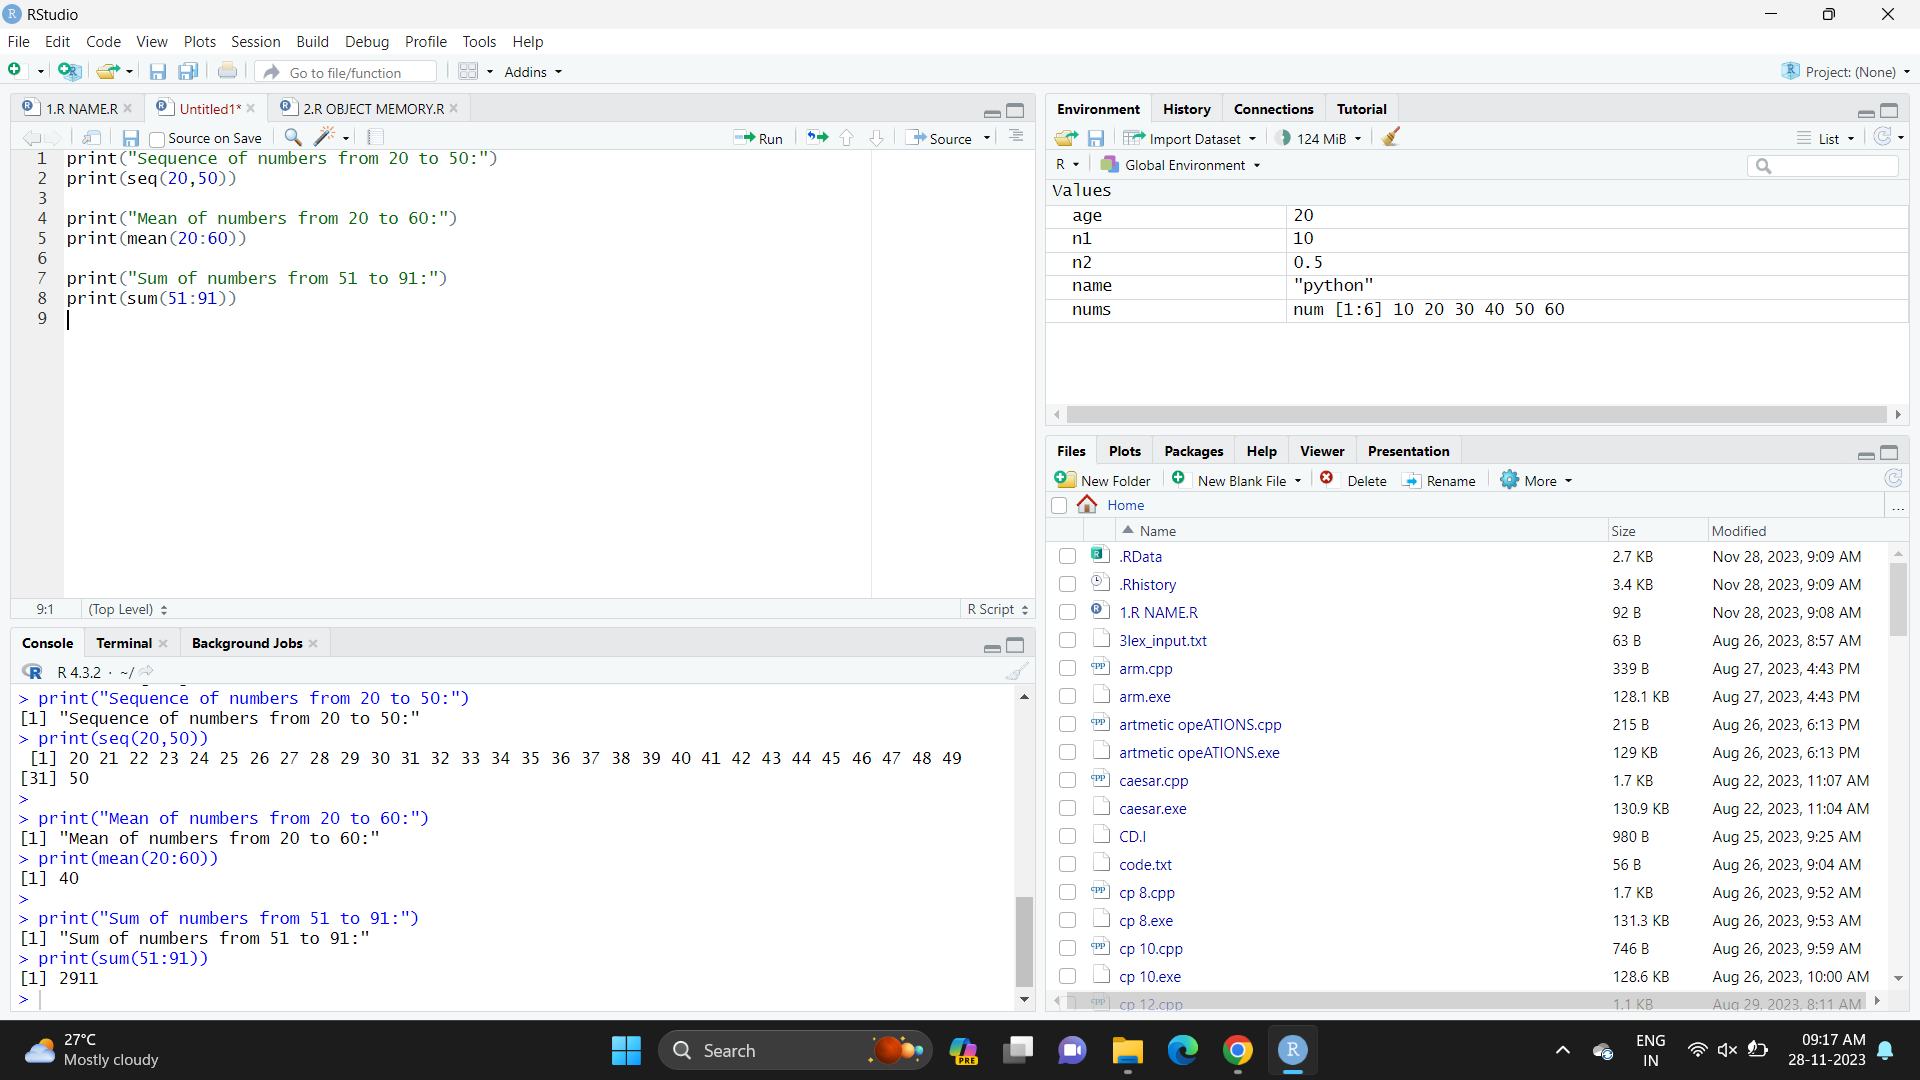 RStudio
File Edit Code View Plots Session Build Debug Profile Tools Help
Go to file/function Addins Project: (None)
1.R NAME.R Untitled1* 2.R OBJECT MEMORY.R
Source on Save Run Source
1 print("Sequence of numbers from 20 to 50:")
2 print(seq(20,50))
3
4 print("Mean of numbers from 20 to 60:")
5 print(mean(20:60))
6
7 print("Sum of numbers from 51 to 91:")
8 print(sum(51:91))
9
9:1 (Top Level) R Script
Console Terminal Background Jobs
R 4.3.2 · ~/
> print("Sequence of numbers from 20 to 50:")
[1] "Sequence of numbers from 20 to 50:"
> print(seq(20,50))
[1] 20 21 22 23 24 25 26 27 28 29 30 31 32 33 34 35 36 37 38 39 40 41 42 43 44 45 46 47 48 49
[31] 50
>
> print("Mean of numbers from 20 to 60:")
[1] "Mean of numbers from 20 to 60:"
> print(mean(20:60))
[1] 40
>
> print("Sum of numbers from 51 to 91:")
[1] "Sum of numbers from 51 to 91:"
> print(sum(51:91))
[1] 2911
>
Environment History Connections Tutorial
Import Dataset 124 MiB List
R Global Environment
Values
age 20
n1 10
n2 0.5
name "python"
nums num [1:6] 10 20 30 40 50 60
Files Plots Packages Help Viewer Presentation
New Folder New Blank File Delete Rename More
Home ...
Name Size Modified
.RData 2.7 KB Nov 28, 2023, 9:09 AM
.Rhistory 3.4 KB Nov 28, 2023, 9:09 AM
1.R NAME.R 92 B Nov 28, 2023, 9:08 AM
3lex_input.txt 63 B Aug 26, 2023, 8:57 AM
arm.cpp 339 B Aug 27, 2023, 4:43 PM
arm.exe 128.1 KB Aug 27, 2023, 4:43 PM
artmetic opeATIONS.cpp 215 B Aug 26, 2023, 6:13 PM
artmetic opeATIONS.exe 129 KB Aug 26, 2023, 6:13 PM
caesar.cpp 1.7 KB Aug 22, 2023, 11:07 AM
caesar.exe 130.9 KB Aug 22, 2023, 11:04 AM
CD.l 980 B Aug 25, 2023, 9:25 AM
code.txt 56 B Aug 26, 2023, 9:04 AM
cp 8.cpp 1.7 KB Aug 26, 2023, 9:52 AM
cp 8.exe 131.3 KB Aug 26, 2023, 9:53 AM
cp 10.cpp 746 B Aug 26, 2023, 9:59 AM
cp 10.exe 128.6 KB Aug 26, 2023, 10:00 AM
cp 12.cpp 1.1 KB Aug 29, 2023, 8:11 AM
27°C
Mostly cloudy
Search
PRE
ENG
IN
09:17 AM
28-11-2023